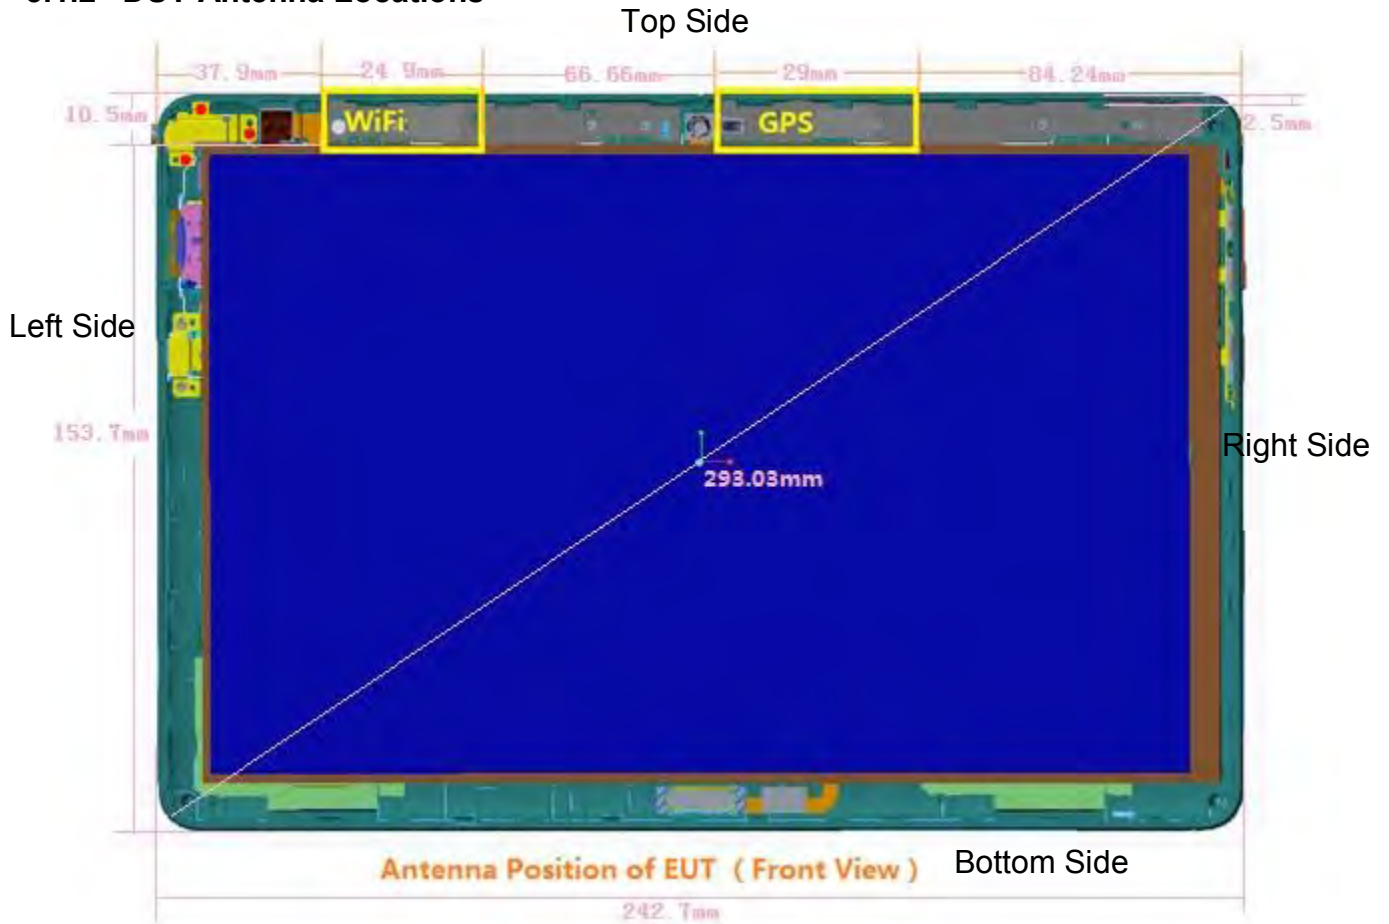 Top Side
37.9mm
24.9mm
66.66mm
29mm
84.24mm
10.5mm
WiFi
GPS
2.5mm
Left Side
153.7mm
Right Side
293.03mm
Antenna Position of EUT ( Front View )
Bottom Side
242.7mm